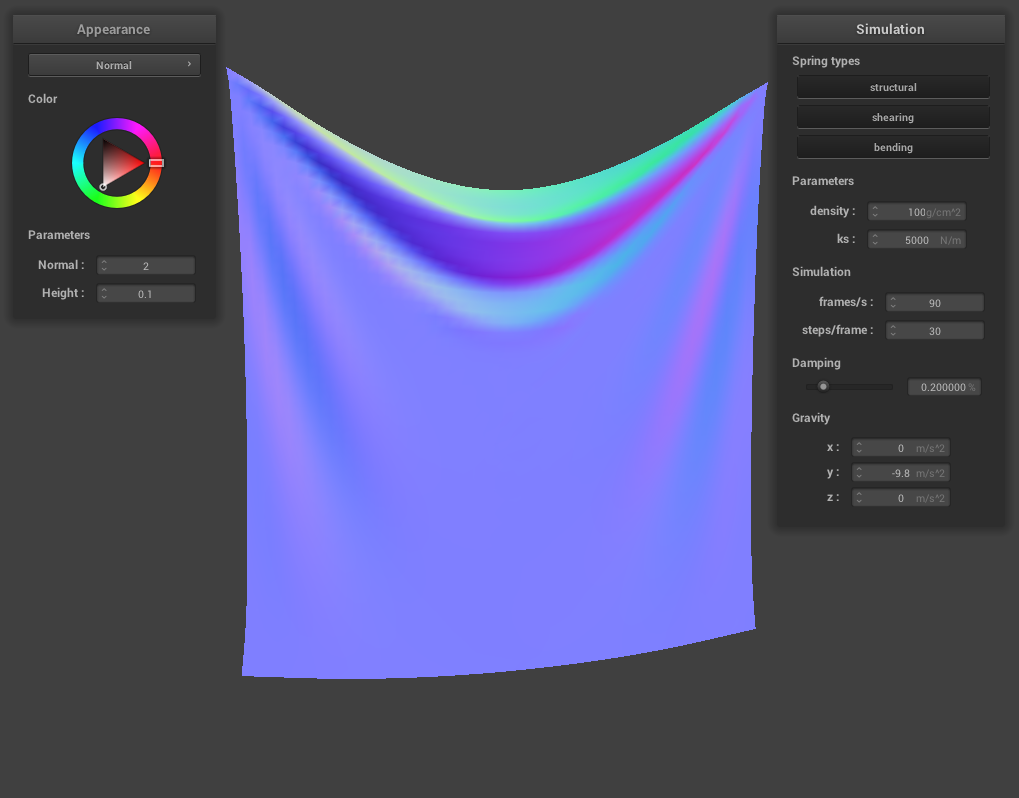 Appearance
Normal ›
Color
Parameters
Normal : 2
Height : 0.1
Simulation
Spring types
structural
shearing
bending
Parameters
density : 100g/cm^2
ks : 5000 N/m
Simulation
frames/s : 90
steps/frame : 30
Damping
0.200000 %
Gravity
x : 0 m/s^2
y : -9.8 m/s^2
z : 0 m/s^2